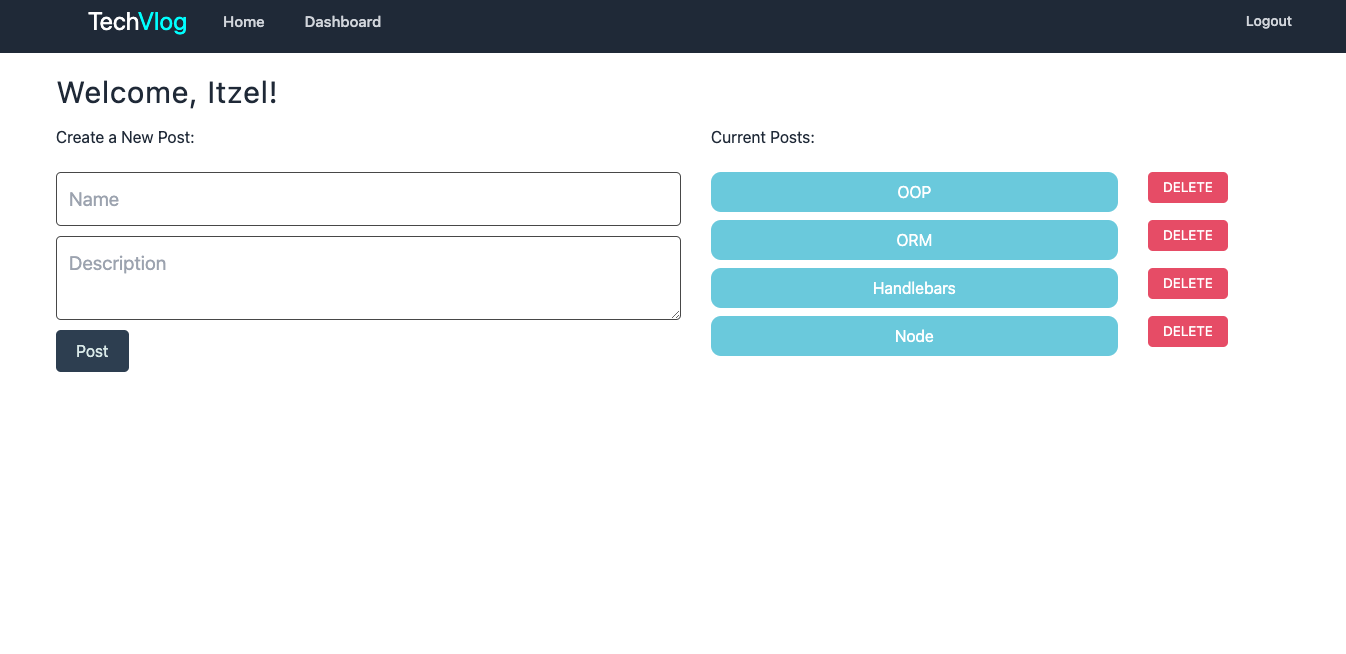 TechVlog Home Dashboard Logout
Welcome, Itzel!
Create a New Post:
Name
Description
Post
Current Posts:
OOP DELETE
ORM DELETE
Handlebars DELETE
Node DELETE